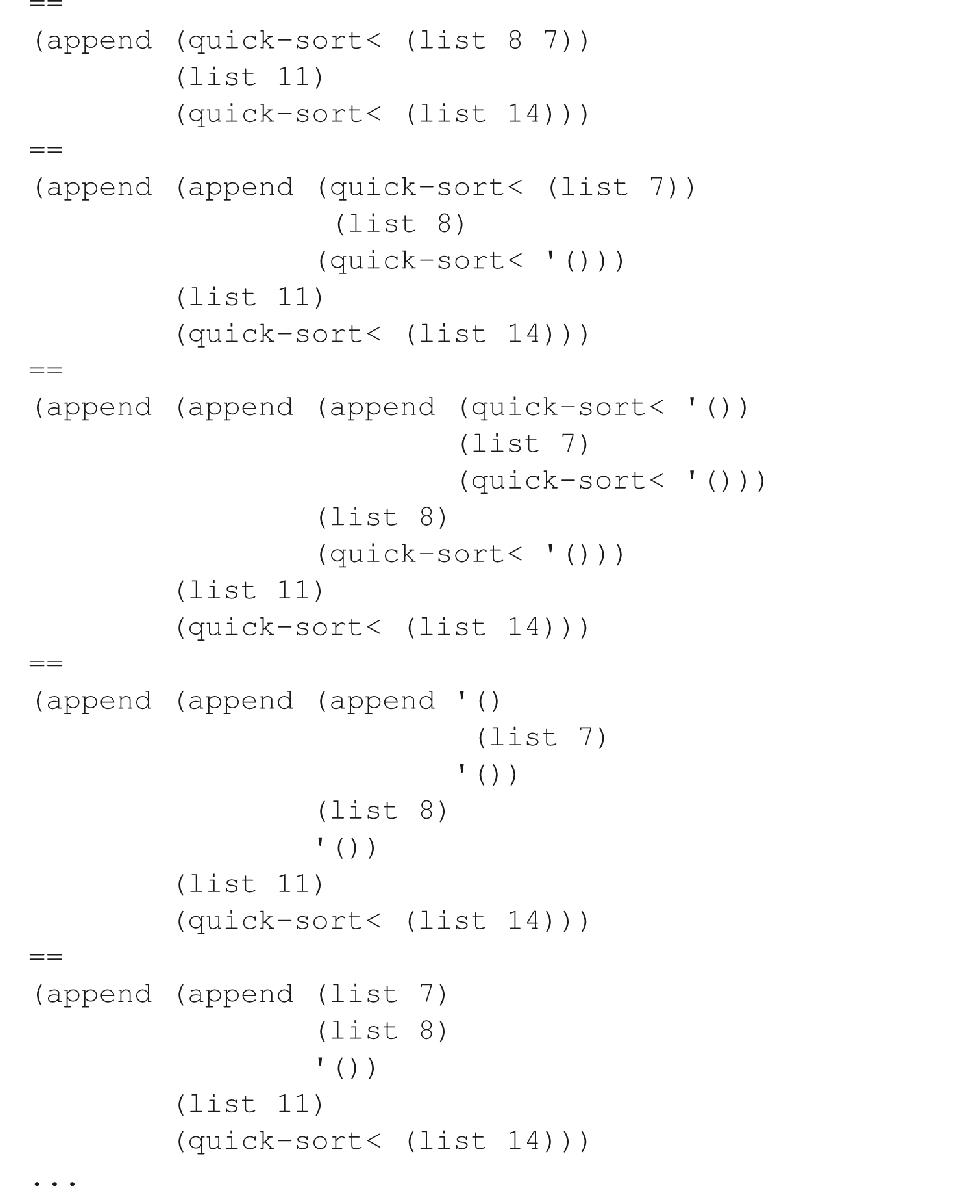 ==
(append (quick-sort< (list 8 7))
        (list 11)
        (quick-sort< (list 14)))
==
(append (append (quick-sort< (list 7))
                 (list 8)
                (quick-sort< '()))
        (list 11)
        (quick-sort< (list 14)))
==
(append (append (append (quick-sort< '())
                        (list 7)
                        (quick-sort< '()))
                (list 8)
                (quick-sort< '()))
        (list 11)
        (quick-sort< (list 14)))
==
(append (append (append '()
                         (list 7)
                        '())
                (list 8)
                '())
        (list 11)
        (quick-sort< (list 14)))
==
(append (append (list 7)
                (list 8)
                '())
        (list 11)
        (quick-sort< (list 14)))
...